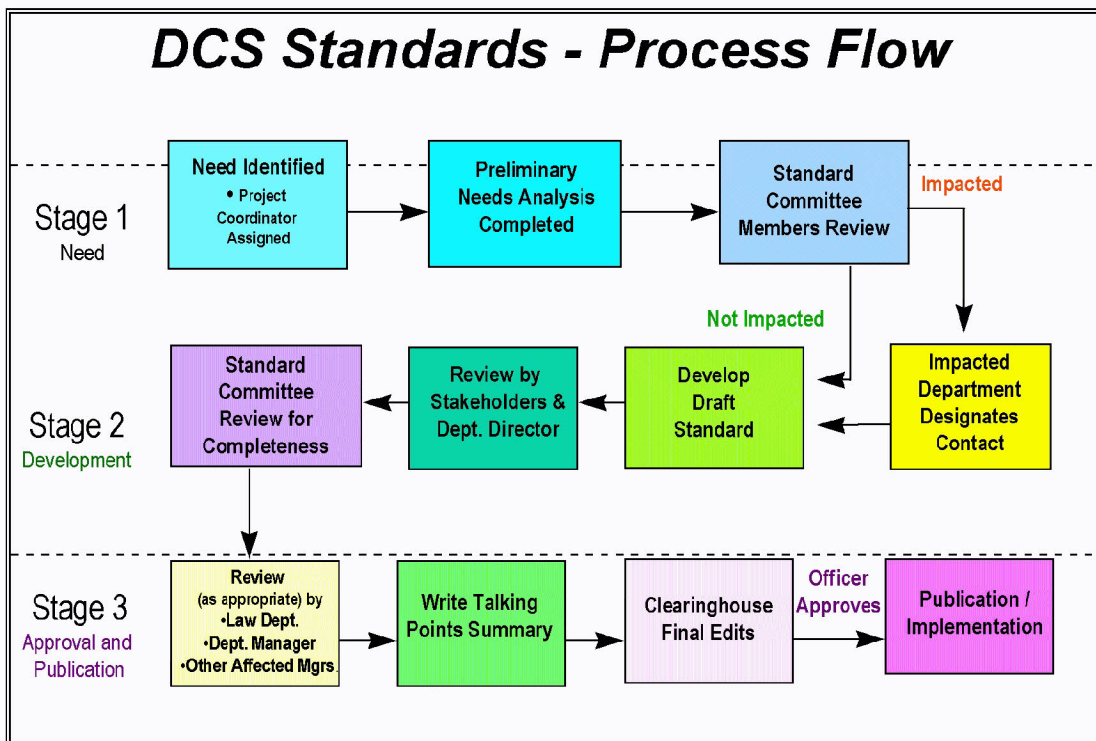 DCS Standards - Process Flow
Stage 1
Need
Need Identified
• Project
Coordinator
Assigned
Preliminary
Needs Analysis
Completed
Standard
Committee
Members Review
Impacted
Not Impacted
Stage 2
Development
Standard
Committee
Review for
Completeness
Review by
Stakeholders &
Dept. Director
Develop
Draft
Standard
Impacted
Department
Designates
Contact
Stage 3
Approval and
Publication
Review
(as appropriate) by
•Law Dept.
•Dept. Manager
•Other Affected Mgrs.
Write Talking
Points Summary
Clearinghouse
Final Edits
Officer
Approves
Publication /
Implementation